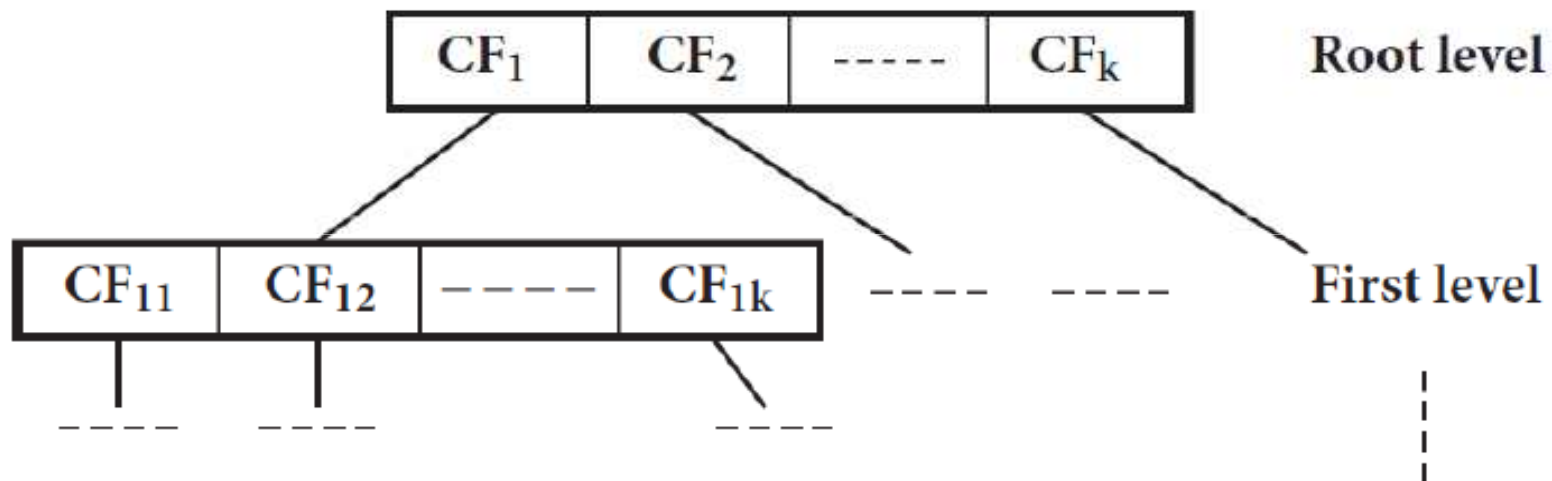 CF₁ CF₂ ----- CFₖ Root level
CF₁₁ CF₁₂ ---- CF₁ₖ ---- ---- First level
---- ---- ----